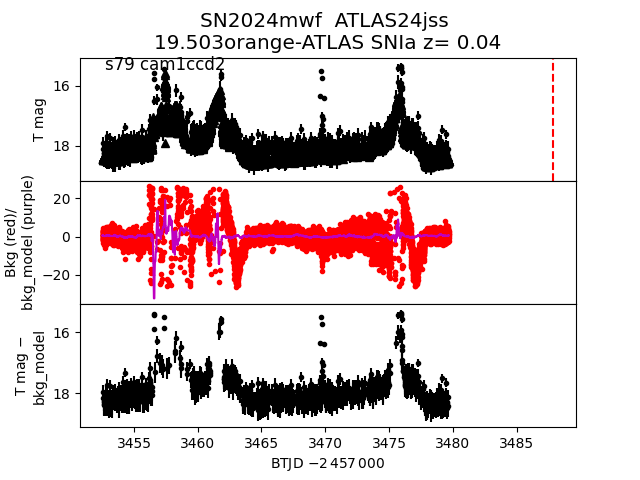 SN2024mwf  ATLAS24jss
19.503orange-ATLAS SNIa z= 0.04
s79 cam1ccd2
16
18
T mag
20
0
−20
Bkg (red)/
bkg_model (purple)
16
18
T mag −
bkg_model
3455 3460 3465 3470 3475 3480 3485
BTJD −2 457 000